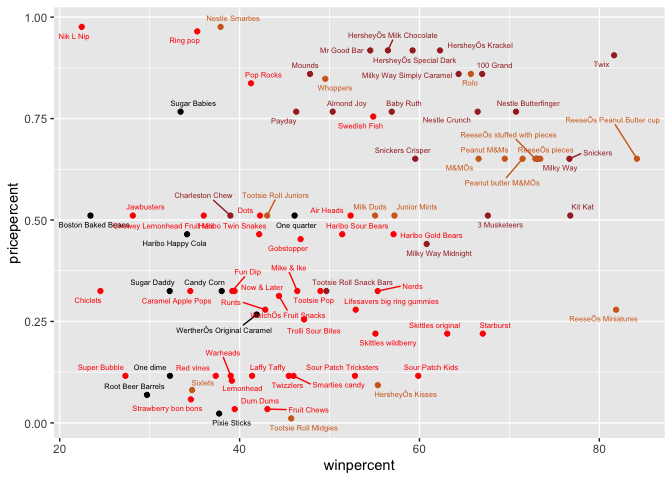 1.00
0.75
0.50
0.25
0.00
pricepercent
Nestle Smarties
Nik L Nip
Ring pop
HersheyÕs Milk Chocolate
Mr Good Bar
HersheyÕs Krackel
HersheyÕs Special Dark
Twix
Mounds
100 Grand
Milky Way Simply Caramel
Rolo
Pop Rocks
Whoppers
Sugar Babies
Almond Joy
Baby Ruth
Nestle Butterfinger
Payday
Swedish Fish
Nestle Crunch
ReeseÕs Peanut Butter cup
ReeseÕs stuffed with pieces
Snickers Crisper
Peanut M&Ms
ReeseÕs pieces
Snickers
M&MÕs
Milky Way
Peanut butter M&MÕs
Charleston Chew
Tootsie Roll Juniors
Jawbusters
Dots
Air Heads
Milk Duds
Junior Mints
Kit Kat
Boston Baked Beans
Chewey Lemonhead Fruit Mix
Haribo Twin Snakes
One quarter
Haribo Sour Bears
3 Musketeers
Haribo Happy Cola
Gobstopper
Haribo Gold Bears
Milky Way Midnight
Mike & Ike
Fun Dip
Sugar Daddy
Candy Corn
Now & Later
Tootsie Roll Snack Bars
Nerds
Chiclets
Caramel Apple Pops
Runts
Tootsie Pop
Lifesavers big ring gummies
WelchÕs Fruit Snacks
ReeseÕs Miniatures
WertherÕs Original Caramel
Trolli Sour Bites
Skittles original
Starburst
Skittles wildberry
Warheads
Super Bubble
One dime
Red vines
Laffy Taffy
Sour Patch Tricksters
Sour Patch Kids
Root Beer Barrels
Sixlets
Lemonhead
Twizzlers
Smarties candy
HersheyÕs Kisses
Strawberry bon bons
Dum Dums
Fruit Chews
Pixie Sticks
Tootsie Roll Midgies
20
40
60
80
winpercent